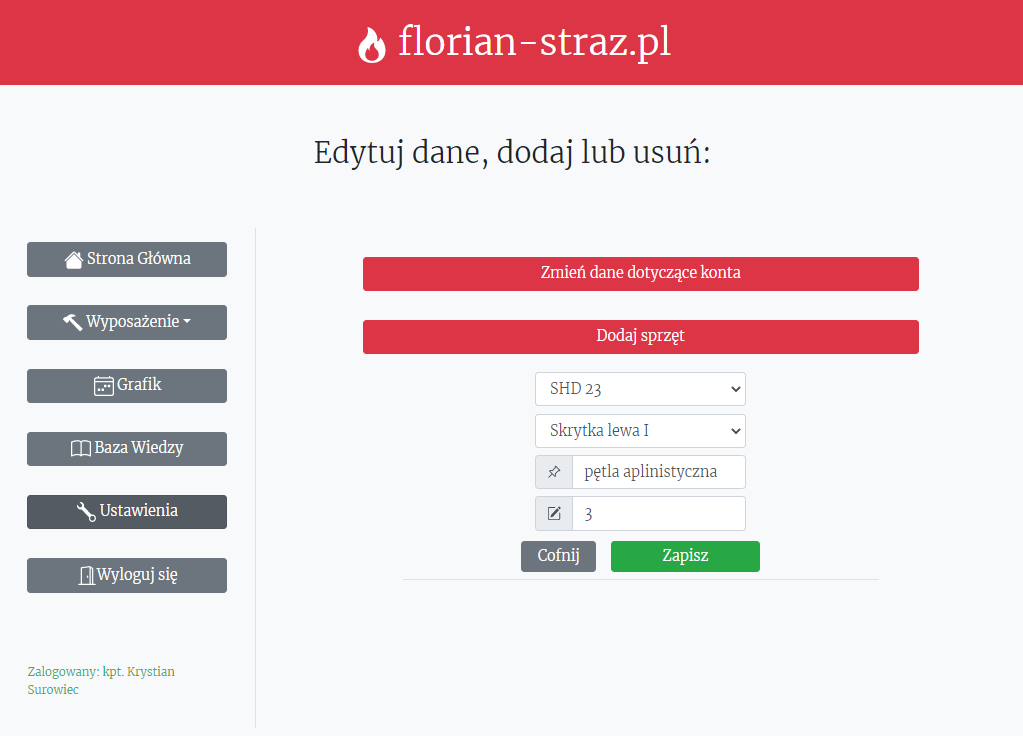 florian-straz.pl
Edytuj dane, dodaj lub usuń:
Strona Główna
Wyposażenie
Grafik
Baza Wiedzy
Ustawienia
Wyloguj się
Zalogowany: kpt. Krystian
Surowiec
Zmień dane dotyczące konta
Dodaj sprzęt
SHD 23
Skrytka lewa I
pętla aplinistyczna
3
Cofnij
Zapisz